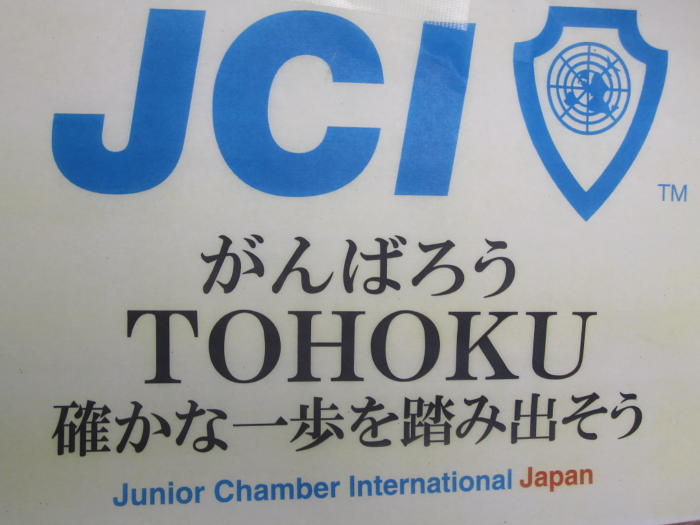 JCI
TM
がんばろう
TOHOKU
確かな一歩を踏み出そう
Junior Chamber International Japan